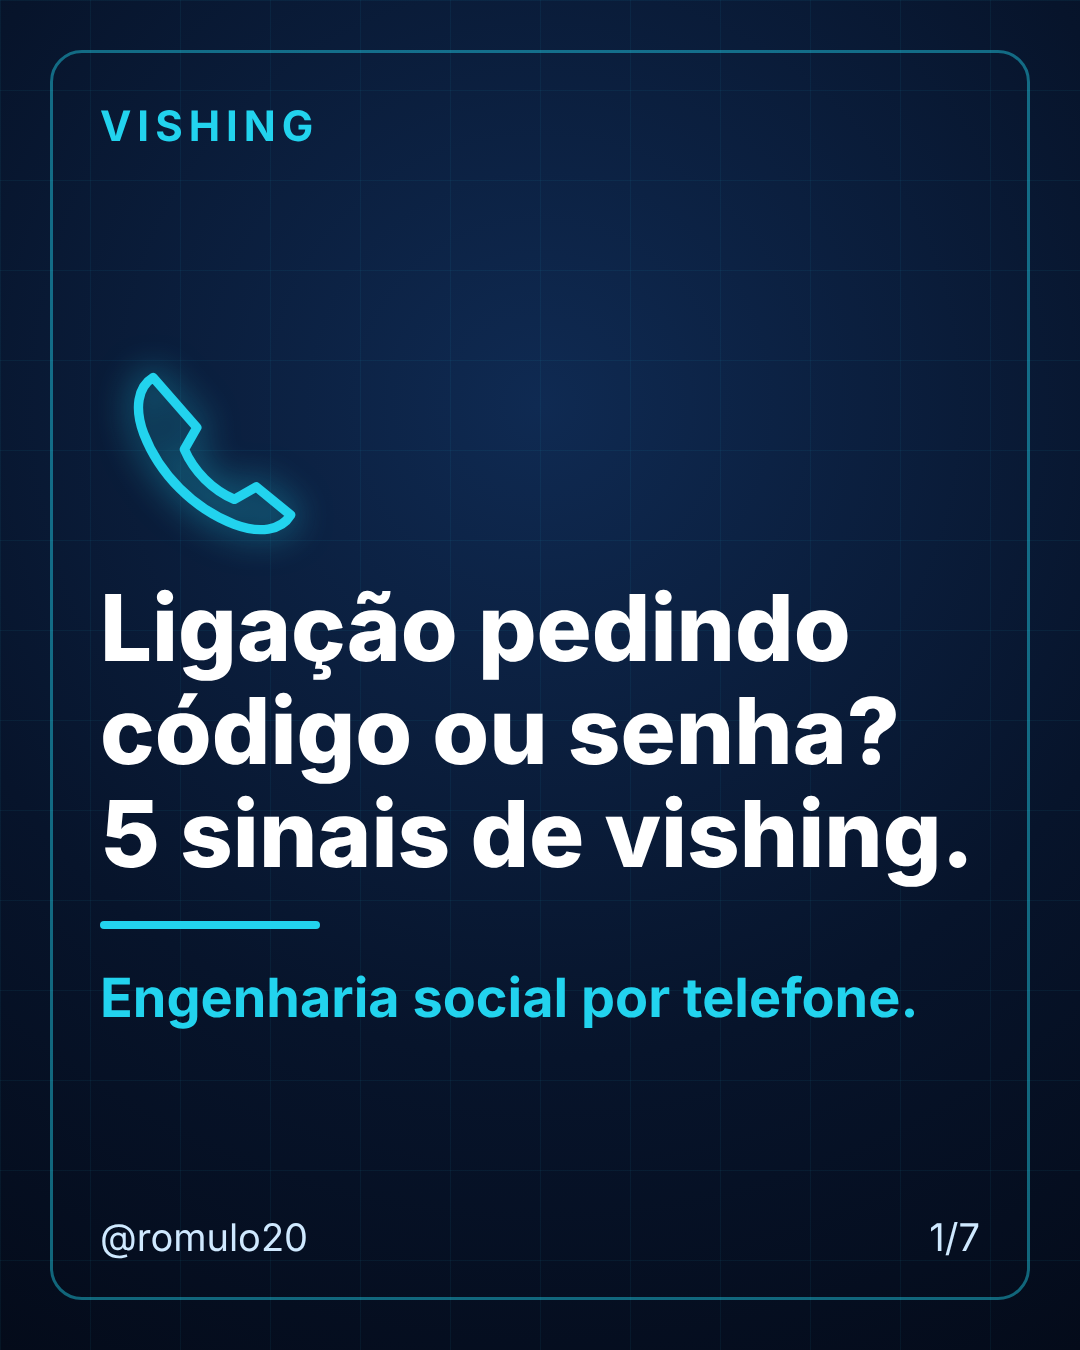 VISHING
Ligação pedindo
código ou senha?
5 sinais de vishing.
Engenharia social por telefone.
@romulo20
1/7